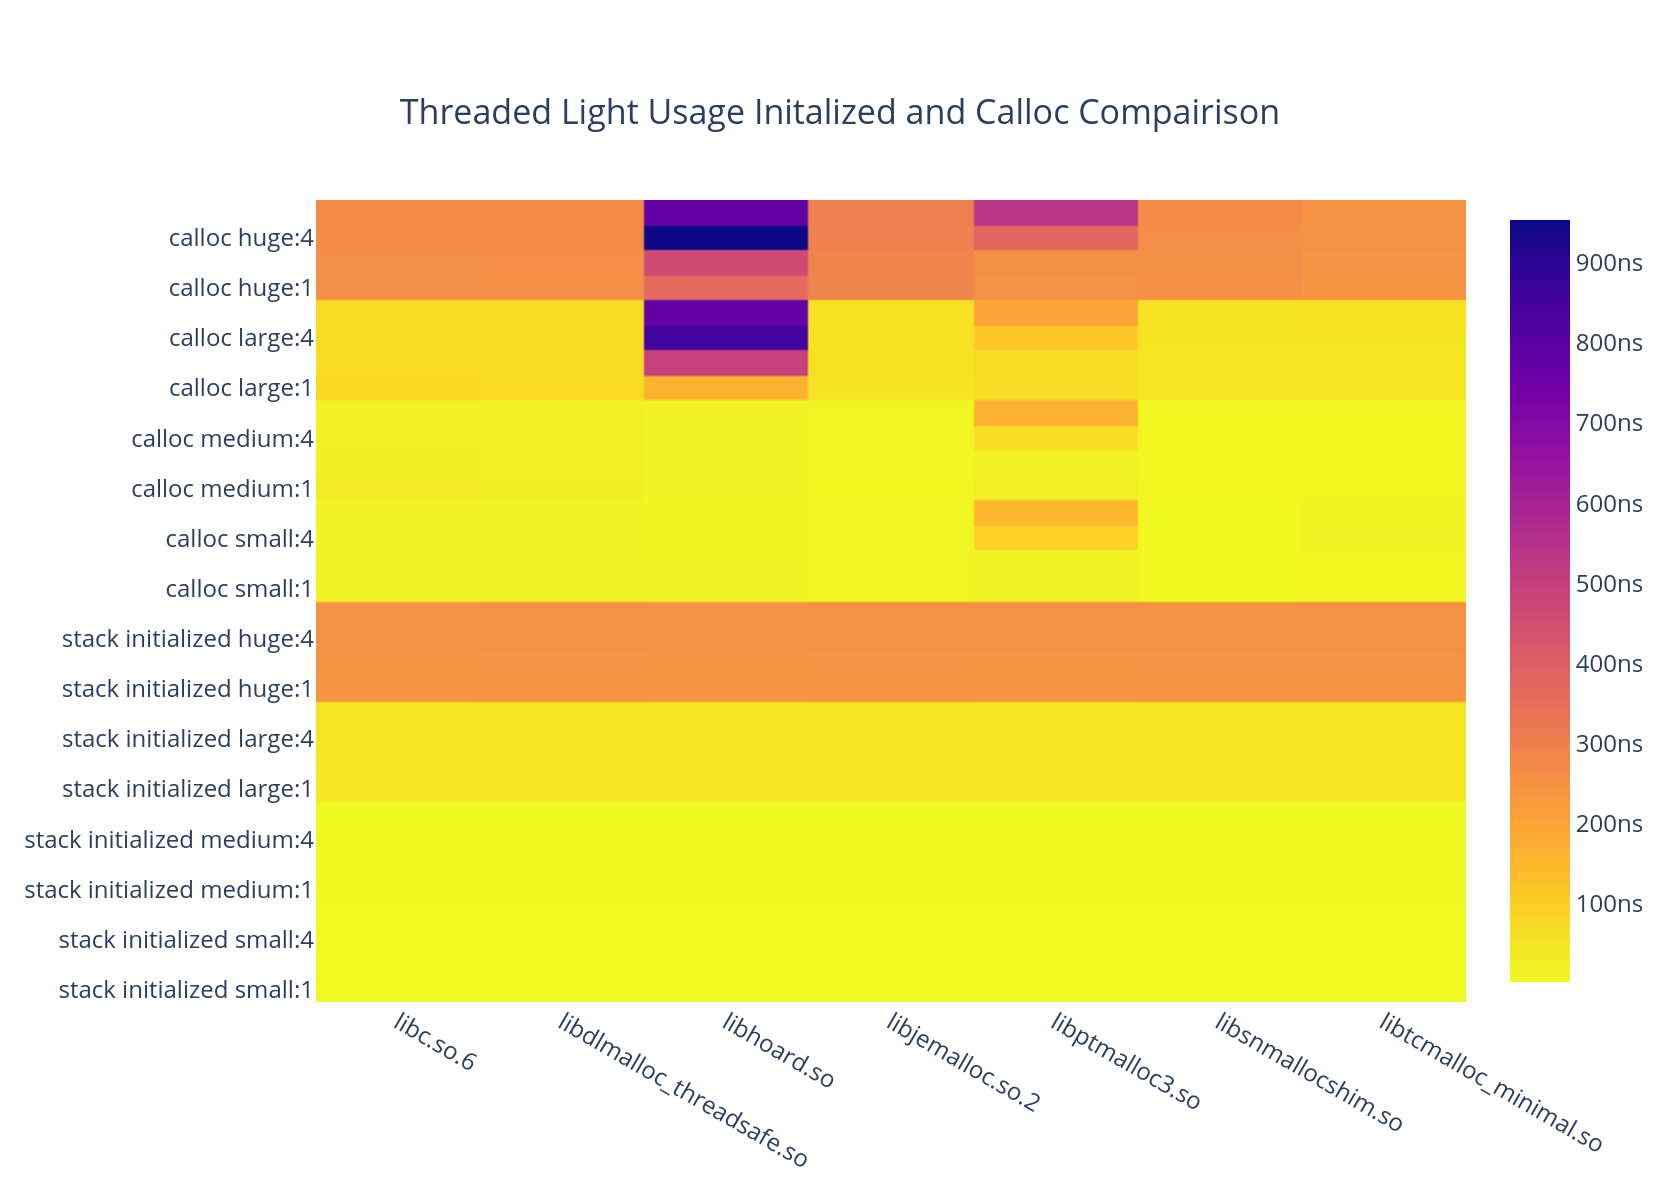 Threaded Light Usage Initalized and Calloc Compairison
calloc huge:4
calloc huge:1
calloc large:4
calloc large:1
calloc medium:4
calloc medium:1
calloc small:4
calloc small:1
stack initialized huge:4
stack initialized huge:1
stack initialized large:4
stack initialized large:1
stack initialized medium:4
stack initialized medium:1
stack initialized small:4
stack initialized small:1
libc.so.6
libdlmalloc_threadsafe.so
libhoard.so
libjemalloc.so.2
libptmalloc3.so
libsnmallocshim.so
libtcmalloc_minimal.so
900ns
800ns
700ns
600ns
500ns
400ns
300ns
200ns
100ns